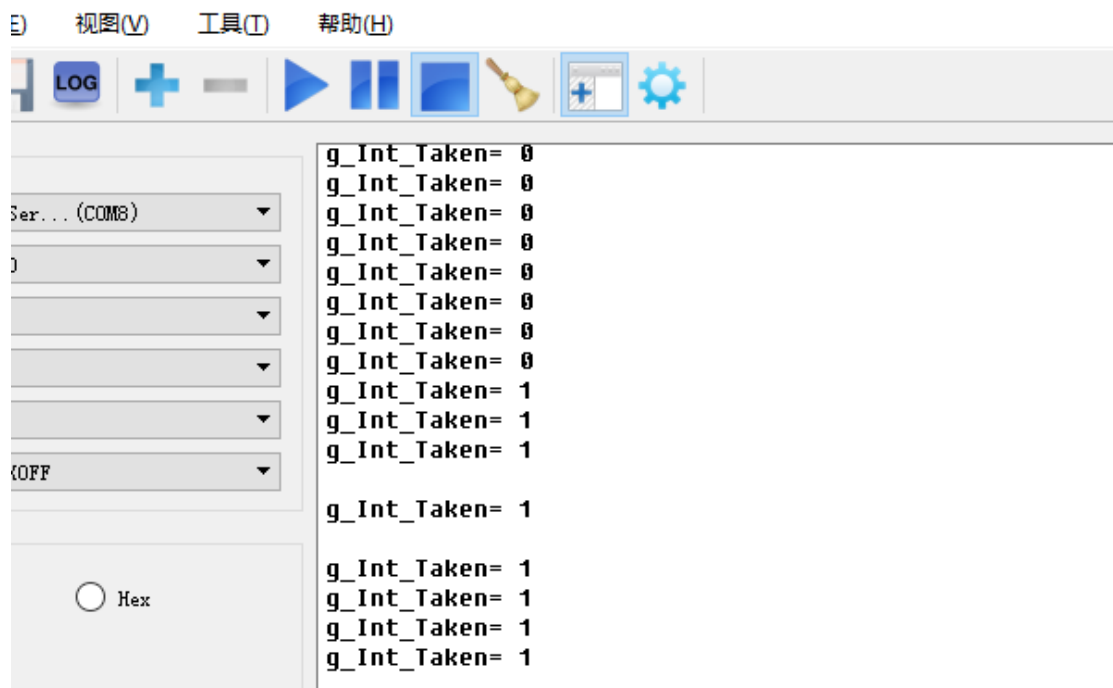 E) 视图(V) 工具(T) 帮助(H)
LOG
Ser...(COM8)
XOFF
Hex
g_Int_Taken= 0
g_Int_Taken= 0
g_Int_Taken= 0
g_Int_Taken= 0
g_Int_Taken= 0
g_Int_Taken= 0
g_Int_Taken= 0
g_Int_Taken= 0
g_Int_Taken= 1
g_Int_Taken= 1
g_Int_Taken= 1
g_Int_Taken= 1
g_Int_Taken= 1
g_Int_Taken= 1
g_Int_Taken= 1
g_Int_Taken= 1